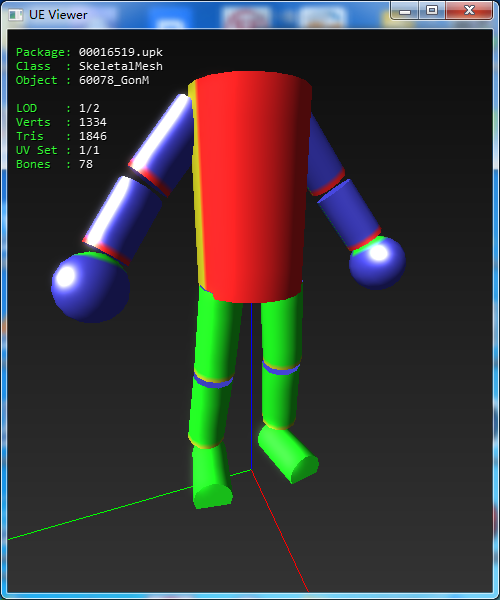 UE Viewer
Package: 00016519.upk
Class : SkeletalMesh
Object : 60078_GonM
LOD : 1/2
Verts : 1334
Tris : 1846
UV Set : 1/1
Bones : 78